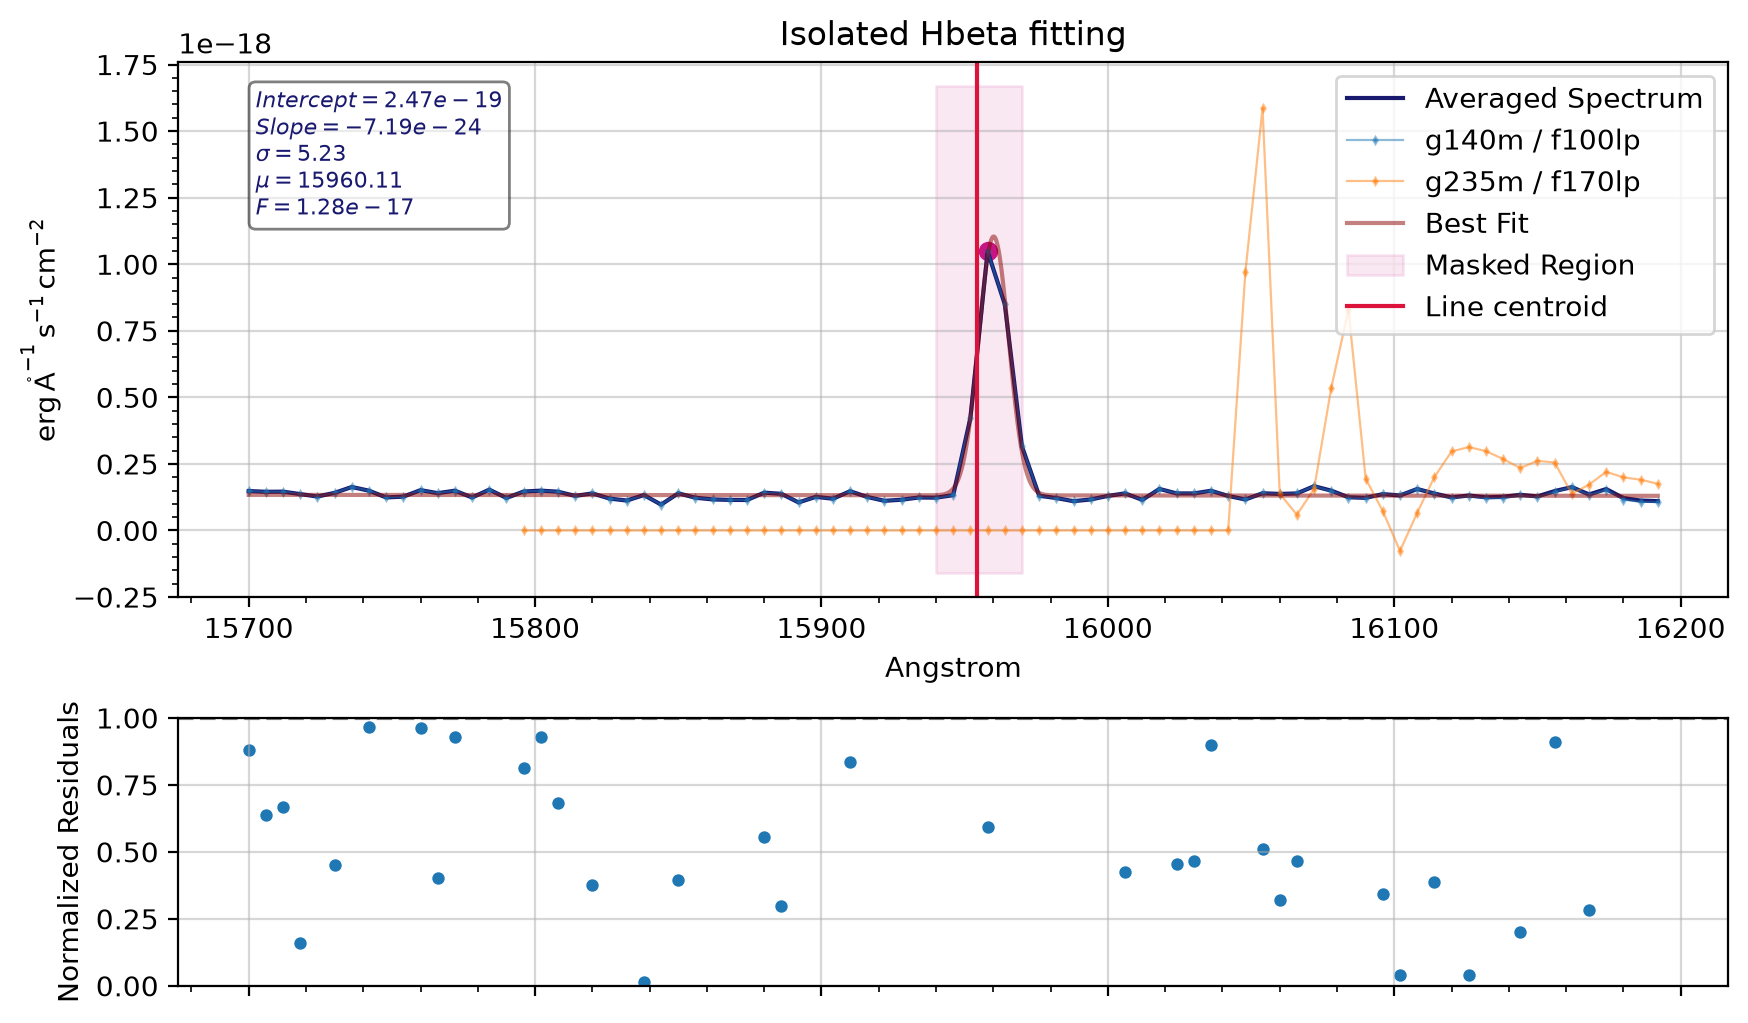 Isolated Hbeta fitting
1e−18
1.75
1.50
1.25
1.00
0.75
0.50
0.25
0.00
−0.25
erg Å⁻¹ s⁻¹ cm⁻²
Intercept = 2.47e − 19
Slope = −7.19e − 24
σ = 5.23
μ = 15960.11
F = 1.28e − 17
Averaged Spectrum
g140m / f100lp
g235m / f170lp
Best Fit
Masked Region
Line centroid
15700 15800 15900 16000 16100 16200
Angstrom
1.00
0.75
0.50
0.25
0.00
Normalized Residuals